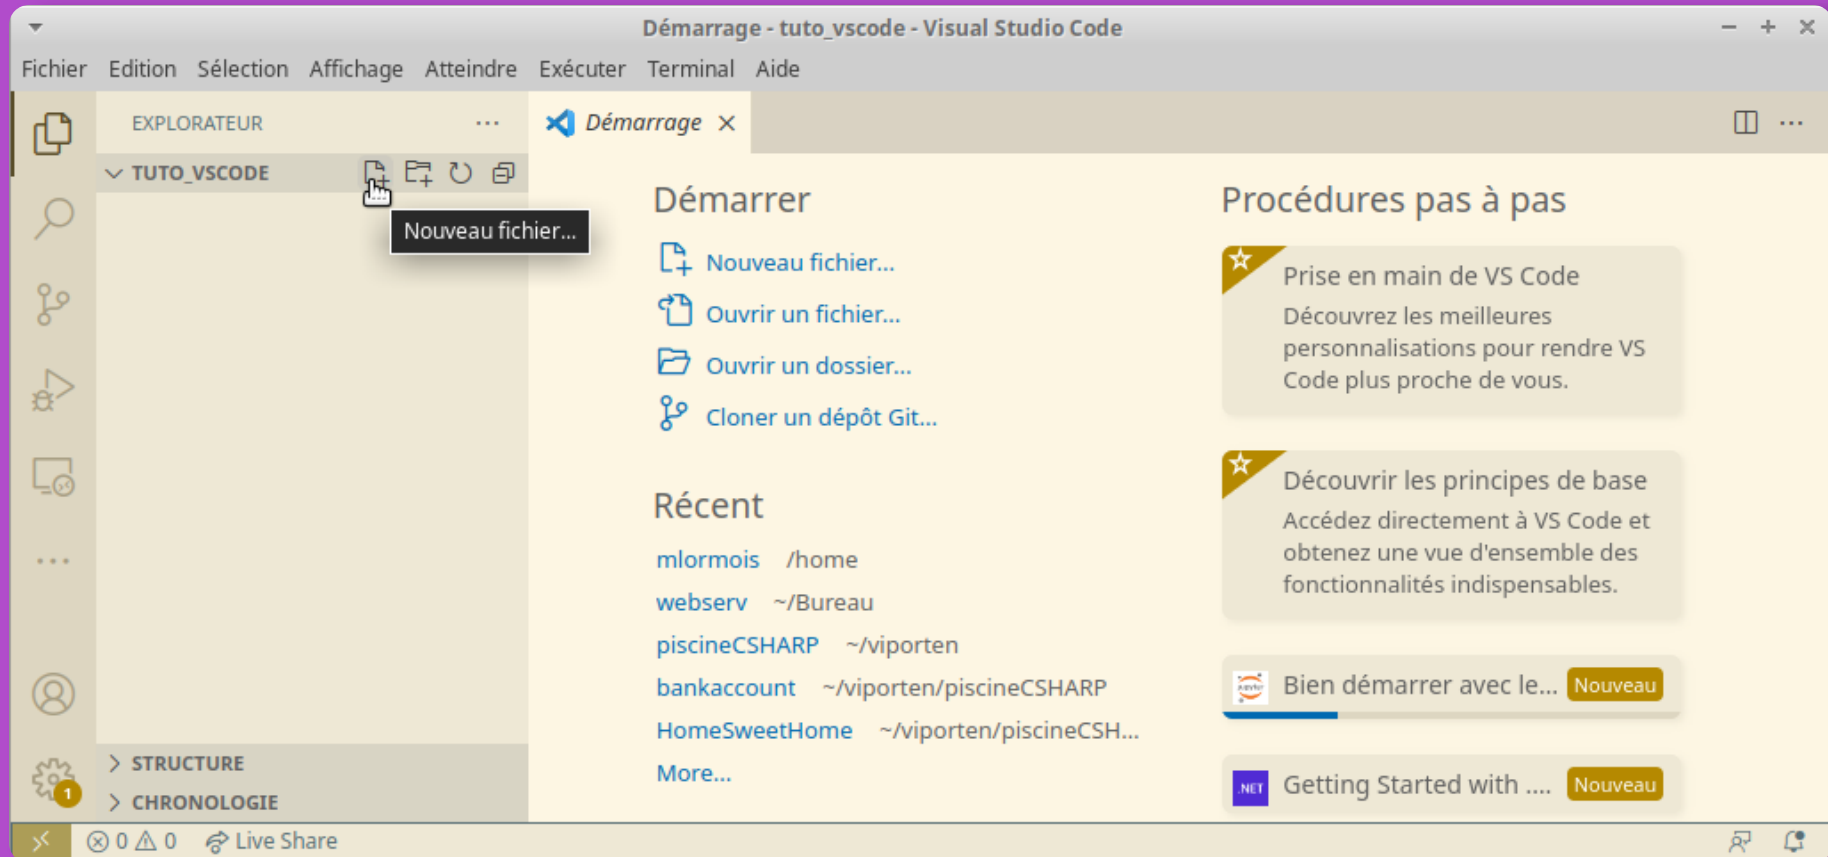 Démarrage - tuto_vscode - Visual Studio Code
Fichier Edition Sélection Affichage Atteindre Exécuter Terminal Aide
EXPLORATEUR
Démarrage
TUTO_VSCODE
Nouveau fichier...
Démarrer
Nouveau fichier...
Ouvrir un fichier...
Ouvrir un dossier...
Cloner un dépôt Git...
Récent
mlormois /home
webserv ~/Bureau
piscineCSHARP ~/viporten
bankaccount ~/viporten/piscineCSHARP
HomeSweetHome ~/viporten/piscineCSH...
More...
Procédures pas à pas
Prise en main de VS Code
Découvrez les meilleures
personnalisations pour rendre VS
Code plus proche de vous.
Découvrir les principes de base
Accédez directement à VS Code et
obtenez une vue d'ensemble des
fonctionnalités indispensables.
Bien démarrer avec le... Nouveau
.NET Getting Started with .... Nouveau
STRUCTURE
CHRONOLOGIE
1
0 0 Live Share